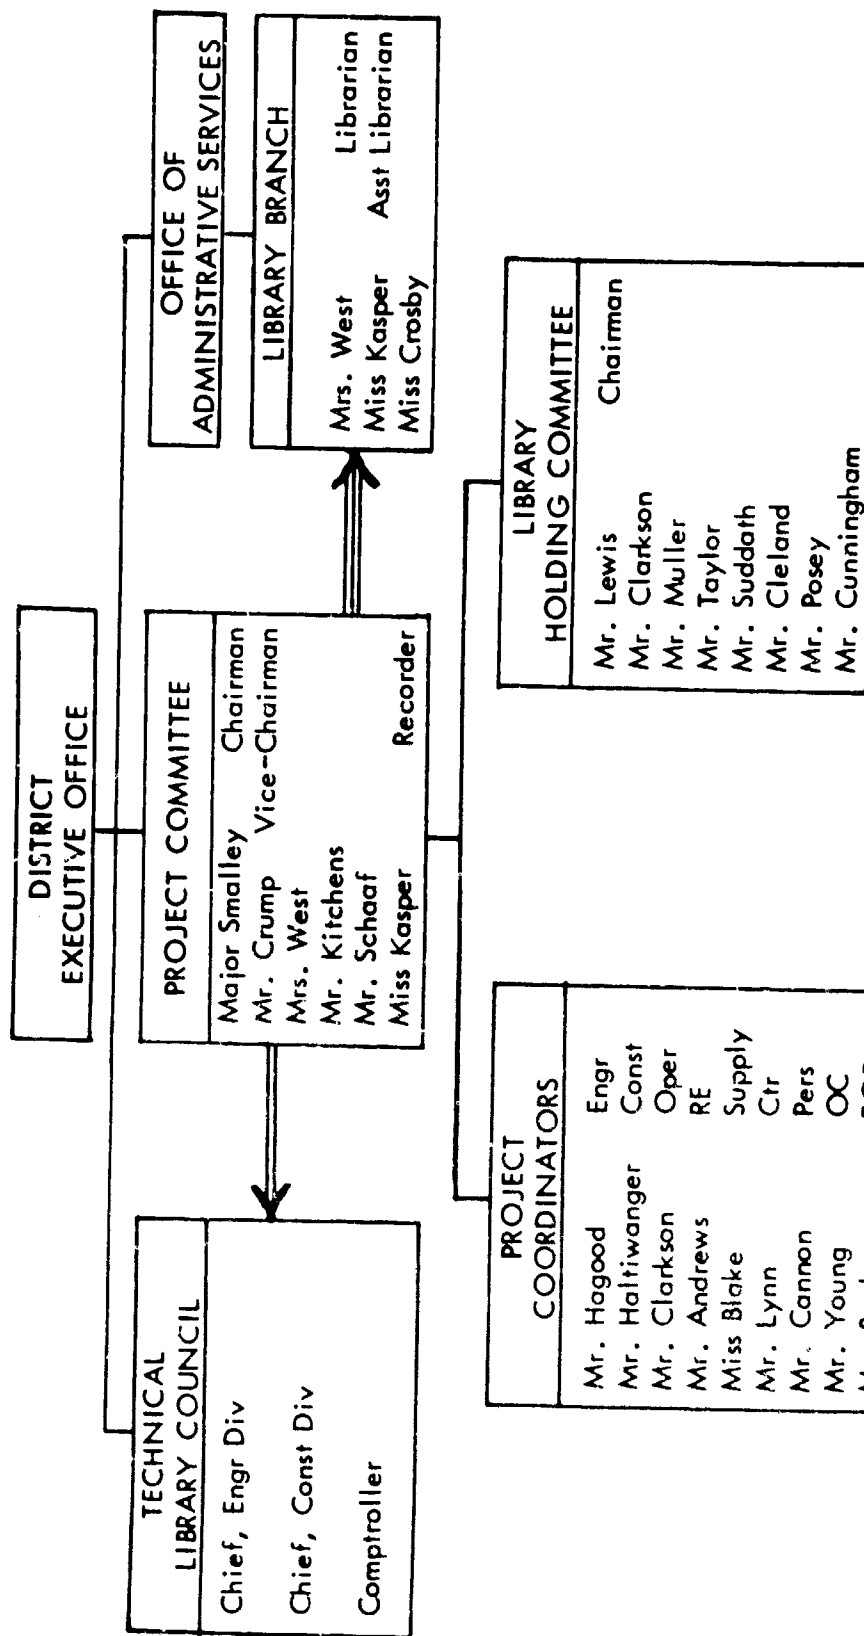 DISTRICT
EXECUTIVE OFFICE
TECHNICAL
LIBRARY COUNCIL
Chief, Engr Div
Chief, Const Div
Comptroller
PROJECT COMMITTEE
Major Smalley Chairman
Mr. Crump Vice-Chairman
Mrs. West
Mr. Kitchens
Mr. Schaaf
Miss Kasper Recorder
OFFICE OF
ADMINISTRATIVE SERVICES
LIBRARY BRANCH
Mrs. West Librarian
Miss Kasper Asst Librarian
Miss Crosby
PROJECT
COORDINATORS
Mr. Hagood Engr
Mr. Haltiwanger Const
Mr. Clarkson Oper
Mr. Andrews RE
Miss Blake Supply
Mr. Lynn Ctr
Mr. Cannon Pers
Mr. Young OC
LIBRARY
HOLDING COMMITTEE
Mr. Lewis Chairman
Mr. Clarkson
Mr. Muller
Mr. Taylor
Mr. Suddath
Mr. Cleland
Mr. Posey
Mr. Cunningham